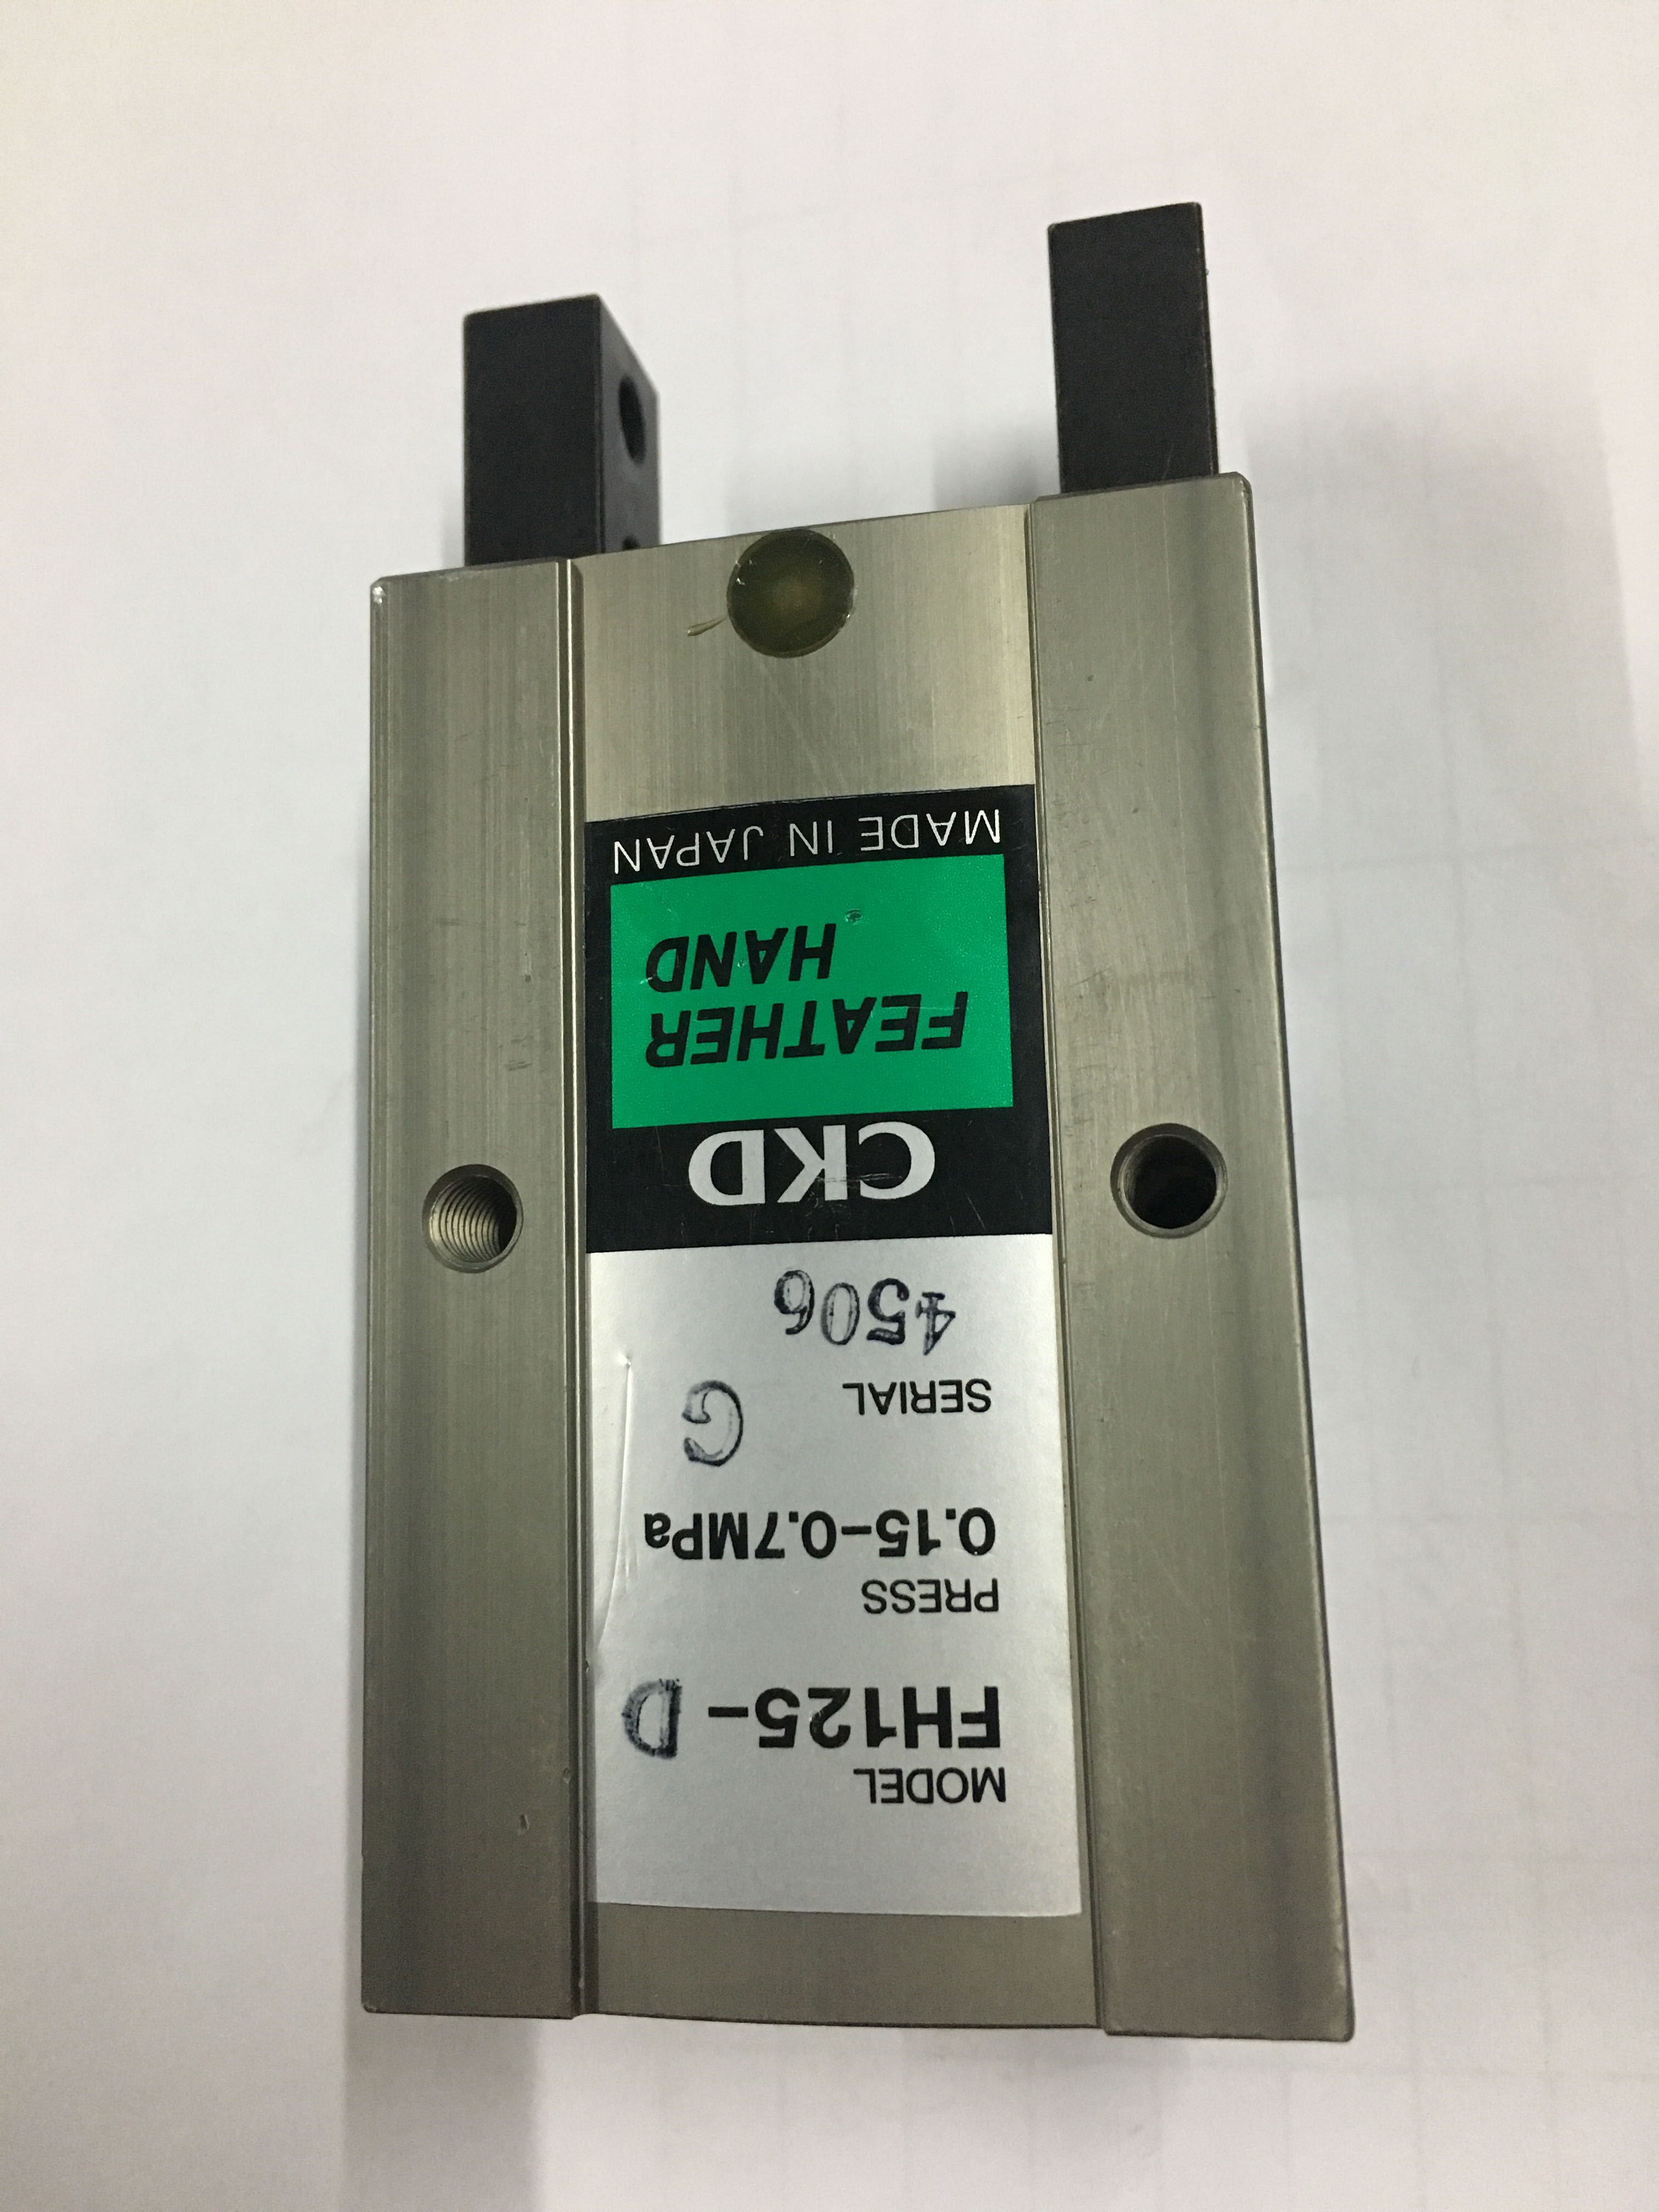 MODEL
FH125-D
PRESS
0.15-0.7MPa
SERIAL G
4506
CKD
FEATHER
HAND
MADE IN JAPAN